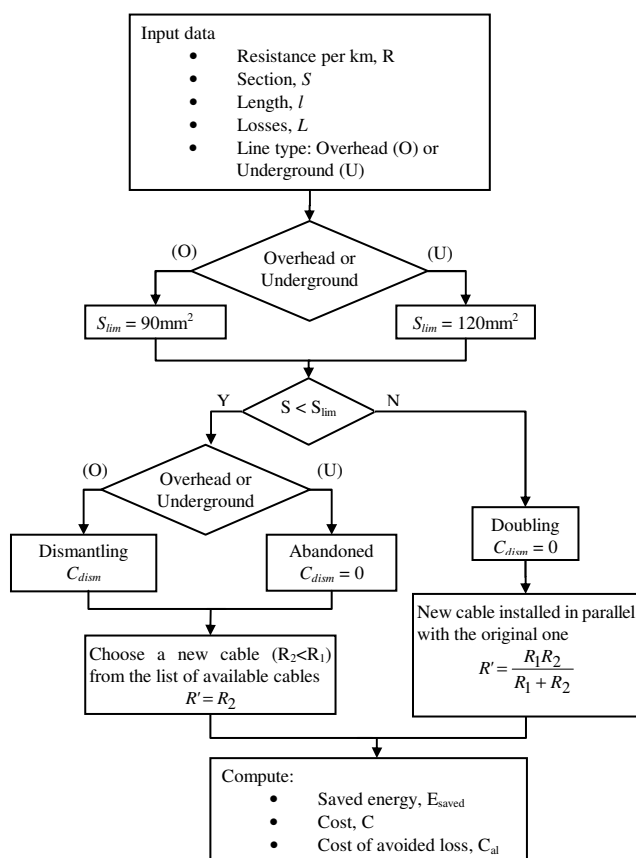 Input data
• Resistance per km, R
• Section, S
• Length, l
• Losses, L
• Line type: Overhead (O) or
Underground (U)
(O)
(U)
Overhead or
Underground
S_lim = 90mm²
S_lim = 120mm²
Y
S < S_lim
N
(O)
(U)
Overhead or
Underground
Dismantling
C_dism
Abandoned
C_dism = 0
Doubling
C_dism = 0
Choose a new cable (R₂<R₁)
from the list of available cables
R' = R₂
New cable installed in parallel
with the original one
R' = R₁R₂ / (R₁ + R₂)
Compute:
• Saved energy, E_saved
• Cost, C
• Cost of avoided loss, C_al